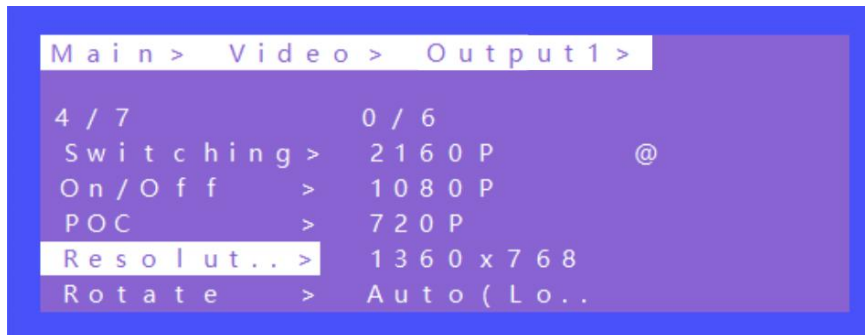 Main> Video> Output1>
4/7 0/6
Switching> 2160P @
On/Off > 1080P
POC > 720P
Resolut..> 1360x768
Rotate > Auto(Lo..